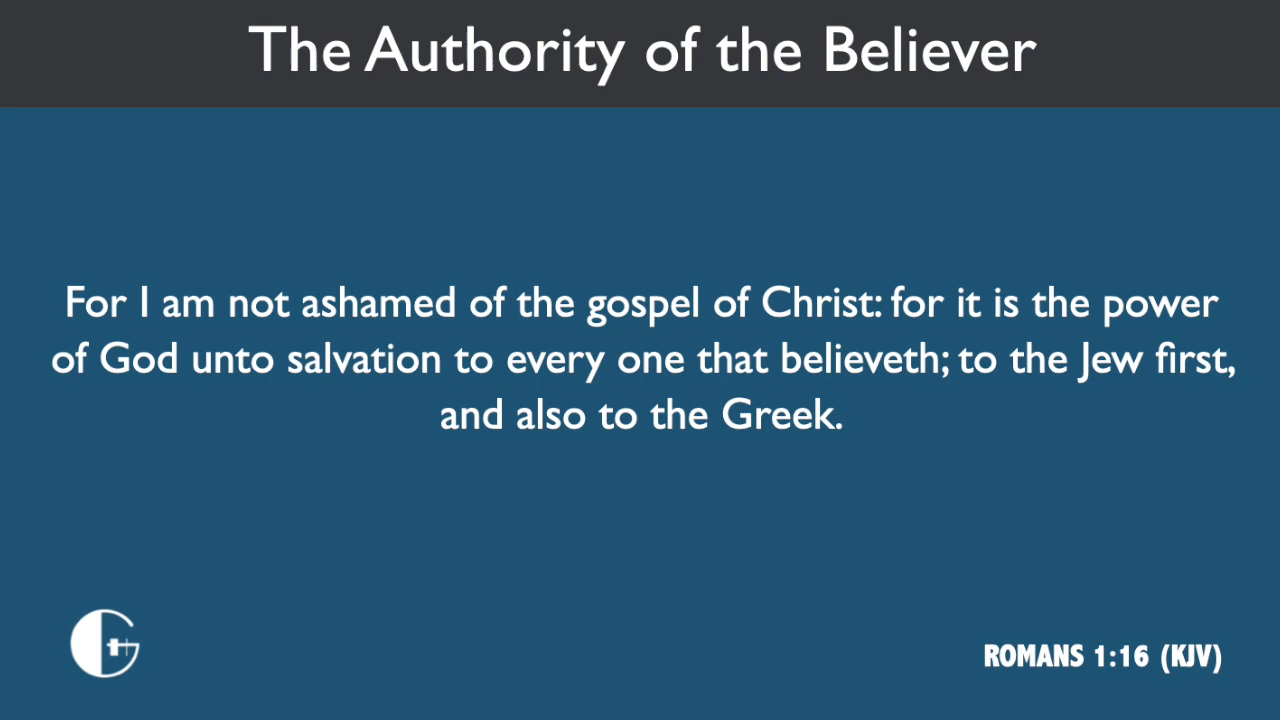 The Authority of the Believer
For I am not ashamed of the gospel of Christ: for it is the power
of God unto salvation to every one that believeth; to the Jew first,
and also to the Greek.
ROMANS 1:16 (KJV)